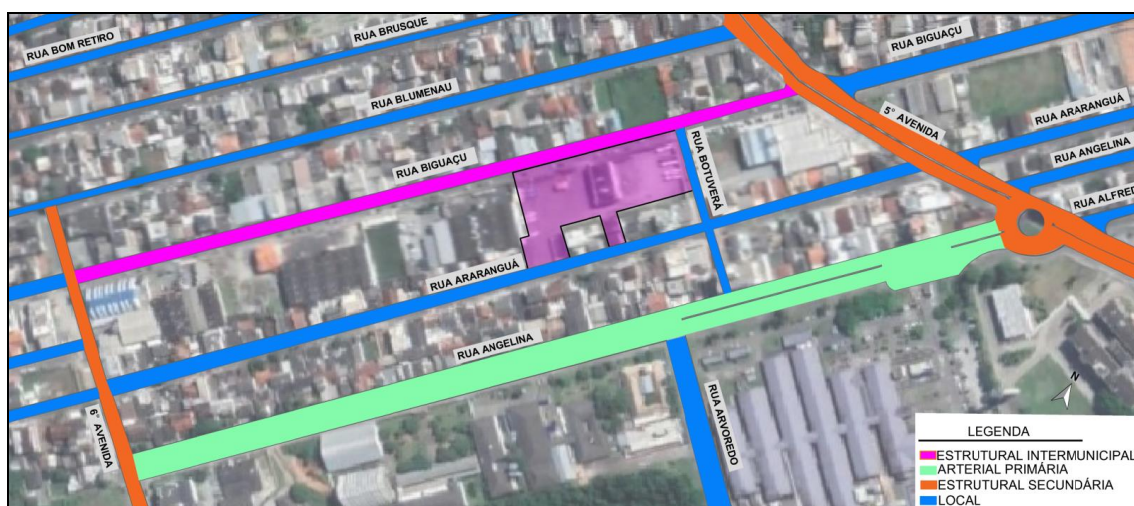 RUA BOM RETIRO
RUA BRUSQUE
RUA BLUMENAU
RUA BIGUAÇU
RUA BIGUAÇU
5° AVENIDA
RUA ARARANGUÁ
RUA ANGELINA
RUA ALFRED
RUA BOTUVERÁ
RUA ARARANGUÁ
RUA ANGELINA
6° AVENIDA
RUA ARVOREDO
N
LEGENDA
ESTRUTURAL INTERMUNICIPAL
ARTERIAL PRIMÁRIA
ESTRUTURAL SECUNDÁRIA
LOCAL